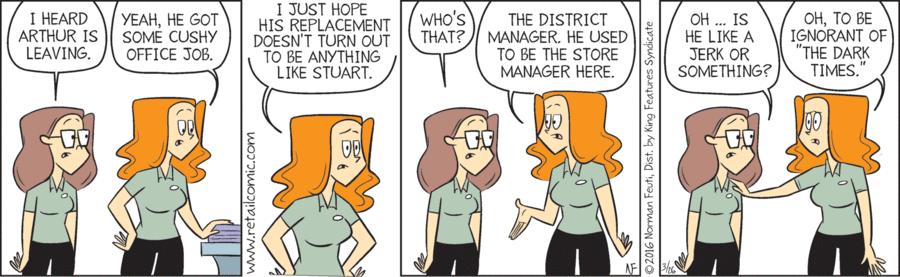 I HEARD
ARTHUR IS
LEAVING.
YEAH, HE GOT
SOME CUSHY
OFFICE JOB.
www.retailcomic.com
I JUST HOPE
HIS REPLACEMENT
DOESN'T TURN OUT
TO BE ANYTHING
LIKE STUART.
WHO'S
THAT?
THE DISTRICT
MANAGER. HE USED
TO BE THE STORE
MANAGER HERE.
NF
©2016 Norman Feuti, Dist. by King Features Syndicate
OH ... IS
HE LIKE A
JERK OR
SOMETHING?
OH, TO BE
IGNORANT OF
"THE DARK
TIMES."
3/26